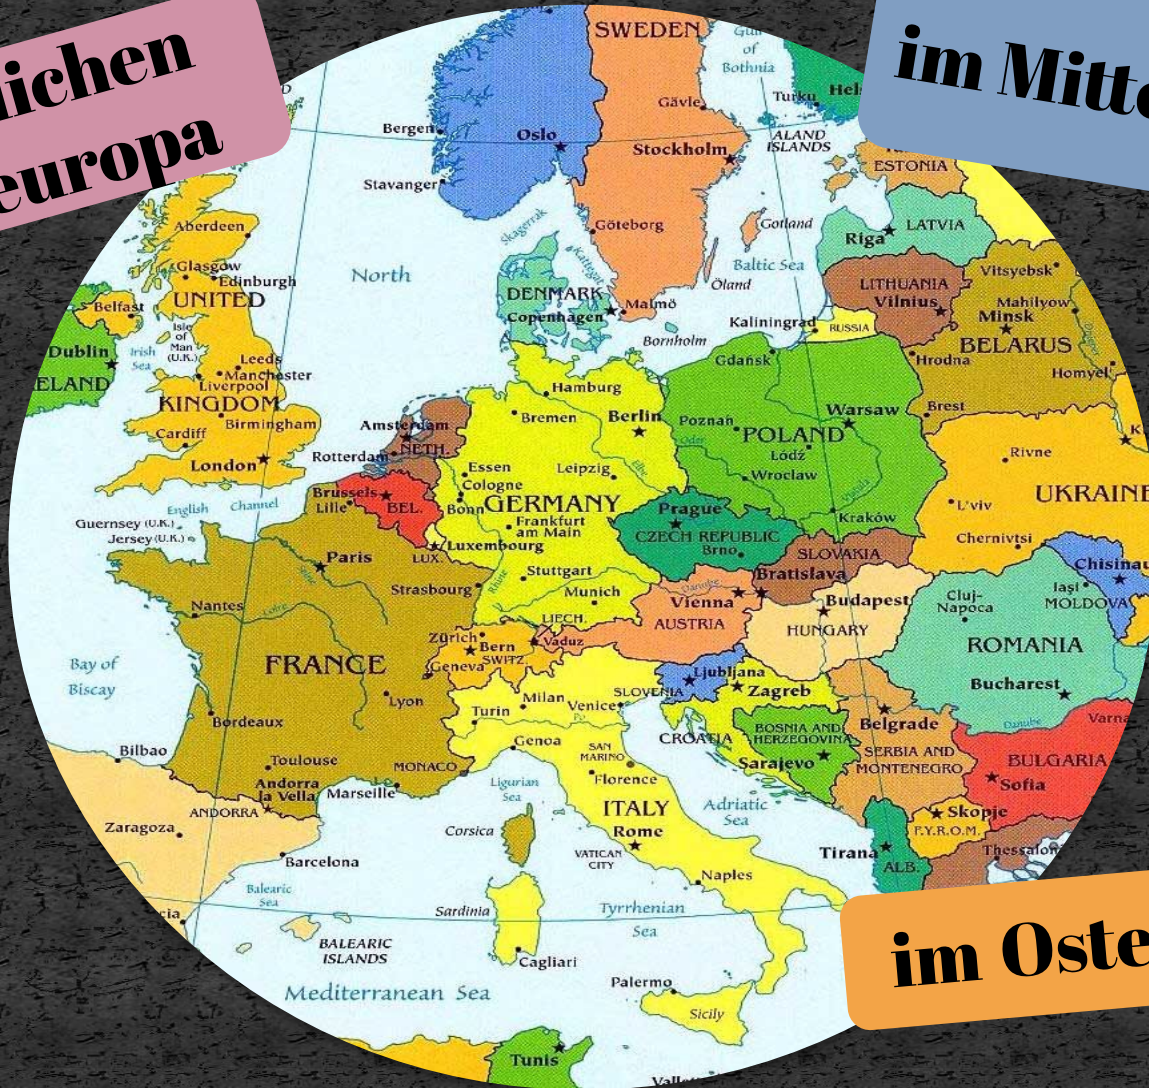 lichen
europa
im Mitte
im Oste
SWEDEN
Gulf
of
Bothnia
Gävle
Turku
Hel
Bergen
Oslo
ALAND
ISLANDS
Stockholm
ESTONIA
Stavanger
Aberdeen
Skagerrak
Göteborg
Gotland
LATVIA
Riga
Kattegat
Glasgow
Edinburgh
North
Baltic Sea
Vitsyebsk
UNITED
DENMARK
Öland
LITHUANIA
Vilnius
Mahilyow
Belfast
Copenhagen
Malmö
Kaliningrad
RUSSIA
Minsk
Isle
of
Man
(U.K.)
Bornholm
BELARUS
Dublin
Irish
Sea
Leeds
Gdańsk
Hrodna
Dnieper
ELAND
Manchester
Liverpool
Hamburg
Homyel'
KINGDOM
Birmingham
Amsterdam
Bremen
Berlin
Poznań
Warsaw
Brest
Cardiff
NETH.
POLAND
Oder
Rotterdam
London
Essen
Leipzig
Elbe
Łódź
Rivne
K
Cologne
Wrocław
Brussels
Lille
BEL.
Bonn
GERMANY
Vistula
UKRAINE
English
Channel
Prague
L'viv
Guernsey (U.K.)
Jersey (U.K.)
Frankfurt
am Main
Kraków
CZECH REPUBLIC
Brno
Luxembourg
LUX.
Chernivtsi
Paris
SLOVAKIA
Seine
Stuttgart
Bratislava
Chisinau
Strasbourg
Rhine
Munich
Danube
Vienna
Budapest
Iaşi
MOLDOVA
Nantes
Loire
LIECH.
AUSTRIA
HUNGARY
Cluj-
Napoca
Zürich
Bern
Vaduz
SWITZ.
ROMANIA
Bay of
Biscay
FRANCE
Geneva
Ljubljana
Bucharest
Lyon
Milan
Venice
SLOVENIA
Zagreb
Turin
Po
Belgrade
Danube
Varna
Bordeaux
CROATIA
BOSNIA AND
HERZEGOVINA
Genoa
Bilbao
SAN
MARINO
Sarajevo
SERBIA AND
MONTENEGRO
BULGARIA
Toulouse
MONACO
Florence
Sofia
Andorra
la Vella
Marseille
Ligurian
Sea
ANDORRA
ITALY
Adriatic
Sea
Skopje
F.Y.R.O.M.
Zaragoza
Corsica
Rome
VATICAN
CITY
Tirana
ALB.
Thessalon
Barcelona
Naples
Balearic
Sea
cia
Sardinia
Tyrrhenian
Sea
BALEARIC
ISLANDS
Cagliari
Palermo
Mediterranean Sea
Sicily
Tunis
Vallet